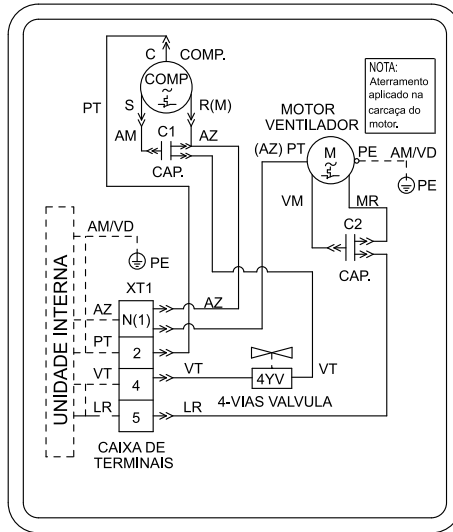 C
COMP.
COMP
S
R(M)
PT
AM
C1
AZ
CAP.
NOTA:
Aterramento
aplicado na
carcaça do
motor.
MOTOR
VENTILADOR
(AZ) PT
M
PE
AM/VD
PE
VM
MR
C2
CAP.
UNIDADE INTERNA
AM/VD
PE
XT1
AZ
N(1)
AZ
PT
2
VT
4
VT
4YV
VT
4-VIAS VALVULA
LR
5
LR
CAIXA DE
TERMINAIS